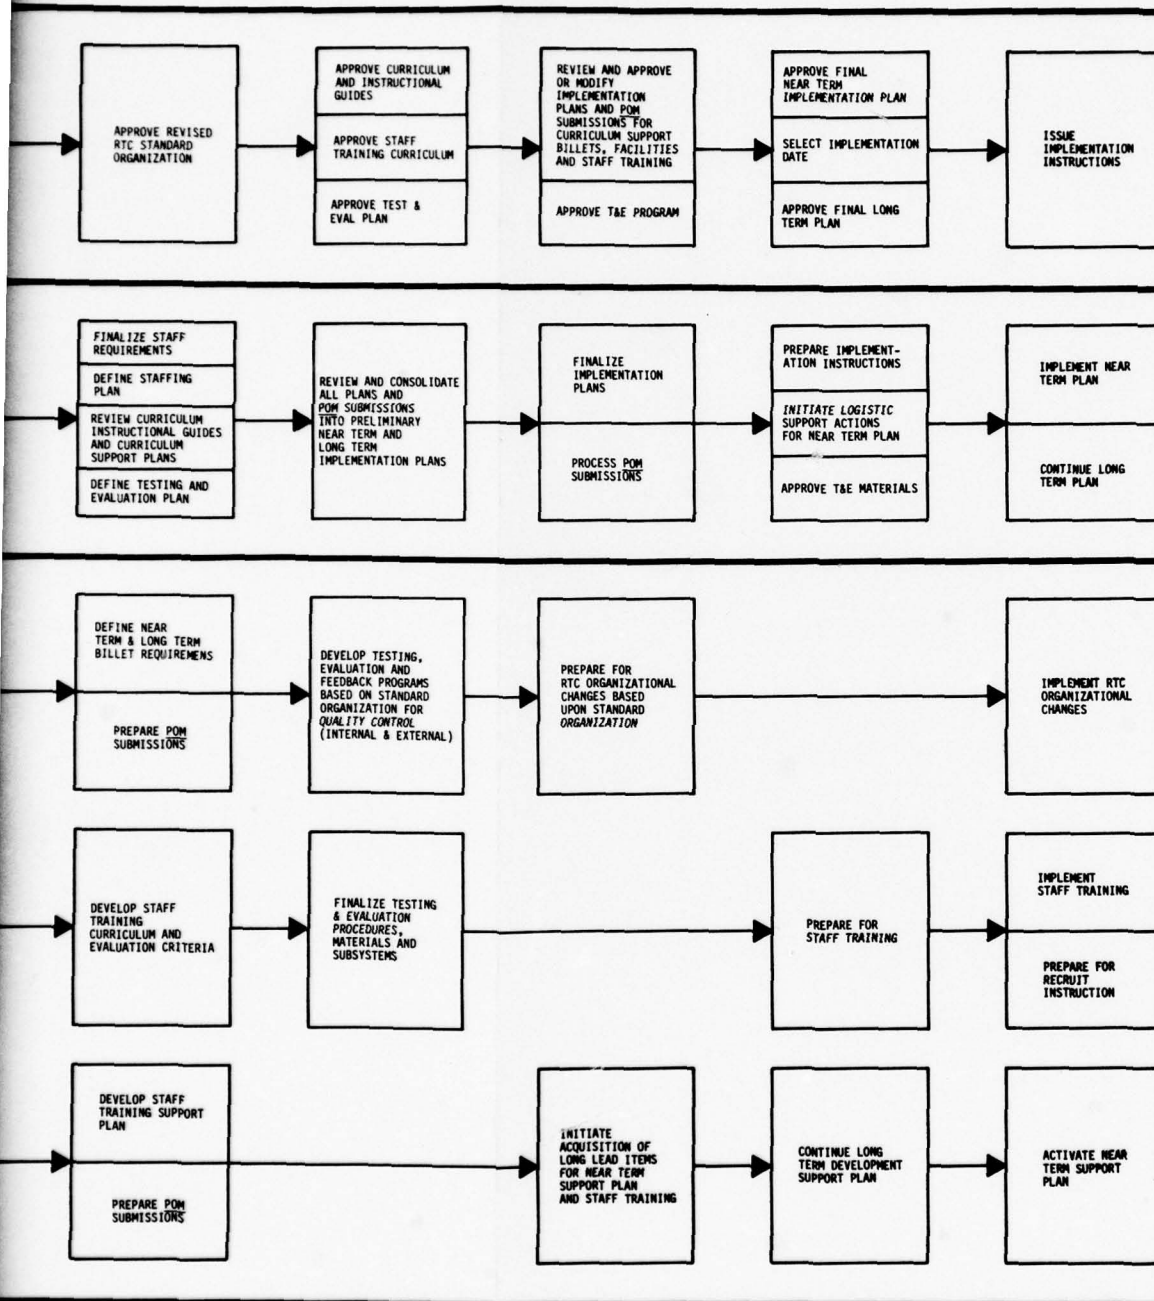 APPROVE REVISED
RTC STANDARD
ORGANIZATION
APPROVE CURRICULUM
AND INSTRUCTIONAL
GUIDES
APPROVE STAFF
TRAINING CURRICULUM
APPROVE TEST &
EVAL PLAN
REVIEW AND APPROVE
OR MODIFY
IMPLEMENTATION
PLANS AND POM
SUBMISSIONS FOR
CURRICULUM SUPPORT
BILLETS, FACILITIES
AND STAFF TRAINING
APPROVE T&E PROGRAM
APPROVE FINAL
NEAR TERM
IMPLEMENTATION PLAN
SELECT IMPLEMENTATION
DATE
APPROVE FINAL LONG
TERM PLAN
ISSUE
IMPLEMENTATION
INSTRUCTIONS
FINALIZE STAFF
REQUIREMENTS
DEFINE STAFFING
PLAN
REVIEW CURRICULUM
INSTRUCTIONAL GUIDES
AND CURRICULUM
SUPPORT PLANS
DEFINE TESTING AND
EVALUATION PLAN
REVIEW AND CONSOLIDATE
ALL PLANS AND
POM SUBMISSIONS
INTO PRELIMINARY
NEAR TERM AND
LONG TERM
IMPLEMENTATION PLANS
FINALIZE
IMPLEMENTATION
PLANS
PROCESS POM
SUBMISSIONS
PREPARE IMPLEMENT-
ATION INSTRUCTIONS
INITIATE LOGISTIC
SUPPORT ACTIONS
FOR NEAR TERM PLAN
APPROVE T&E MATERIALS
IMPLEMENT NEAR
TERM PLAN
CONTINUE LONG
TERM PLAN
DEFINE NEAR
TERM & LONG TERM
BILLET REQUIREMENS
PREPARE POM
SUBMISSIONS
DEVELOP TESTING,
EVALUATION AND
FEEDBACK PROGRAMS
BASED ON STANDARD
ORGANIZATION FOR
QUALITY CONTROL
(INTERNAL & EXTERNAL)
PREPARE FOR
RTC ORGANIZATIONAL
CHANGES BASED
UPON STANDARD
ORGANIZATION
IMPLEMENT RTC
ORGANIZATIONAL
CHANGES
DEVELOP STAFF
TRAINING
CURRICULUM AND
EVALUATION CRITERIA
FINALIZE TESTING
& EVALUATION
PROCEDURES,
MATERIALS AND
SUBSYSTEMS
PREPARE FOR
STAFF TRAINING
IMPLEMENT
STAFF TRAINING
PREPARE FOR
RECRUIT
INSTRUCTION
DEVELOP STAFF
TRAINING SUPPORT
PLAN
PREPARE POM
SUBMISSIONS
INITIATE
ACQUISITION OF
LONG LEAD ITEMS
FOR NEAR TERM
SUPPORT PLAN
AND STAFF TRAINING
CONTINUE LONG
TERM DEVELOPMENT
SUPPORT PLAN
ACTIVATE NEAR
TERM SUPPORT
PLAN